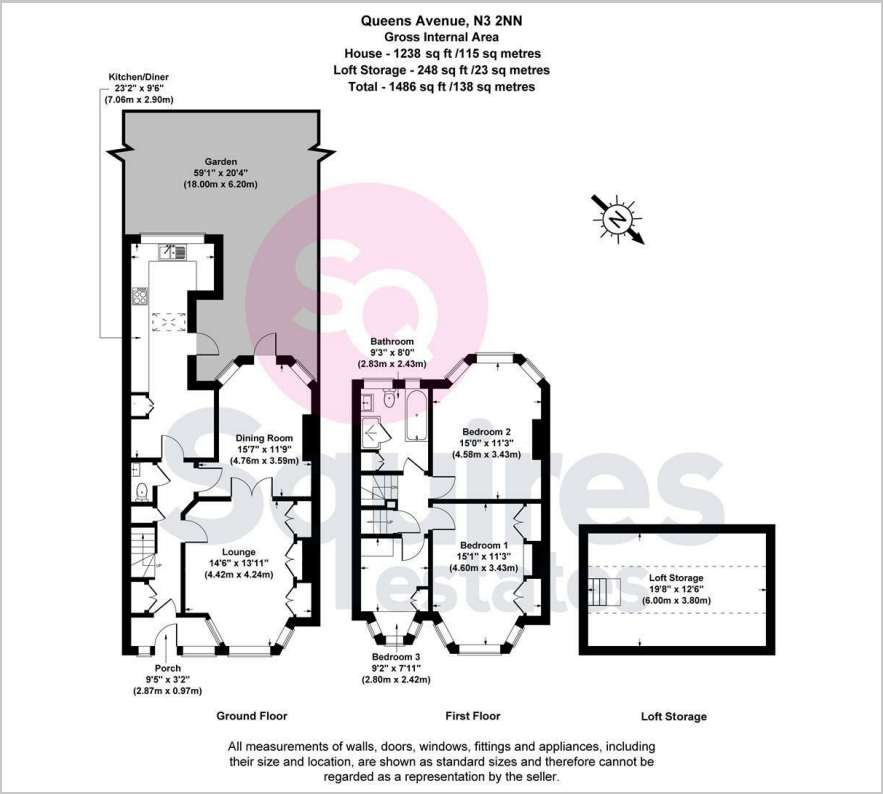 Queens Avenue, N3 2NN
Gross Internal Area
House - 1238 sq ft /115 sq metres
Loft Storage - 248 sq ft /23 sq metres
Total - 1486 sq ft /138 sq metres
Kitchen/Diner
23'2" x 9'6"
(7.06m x 2.90m)
Garden
59'1" x 20'4"
(18.00m x 6.20m)
N
SQ
Squires
estates
Bathroom
9'3" x 8'0"
(2.83m x 2.43m)
Bedroom 2
15'0" x 11'3"
(4.58m x 3.43m)
Dining Room
15'7" x 11'9"
(4.76m x 3.59m)
DN
UP
Lounge
14'6" x 13'11"
(4.42m x 4.24m)
UP
Bedroom 1
15'1" x 11'3"
(4.60m x 3.43m)
Loft Storage
19'8" x 12'6"
(6.00m x 3.80m)
Porch
9'5" x 3'2"
(2.87m x 0.97m)
Bedroom 3
9'2" x 7'11"
(2.80m x 2.42m)
Ground Floor
First Floor
Loft Storage
All measurements of walls, doors, windows, fittings and appliances, including
their size and location, are shown as standard sizes and therefore cannot be
regarded as a representation by the seller.